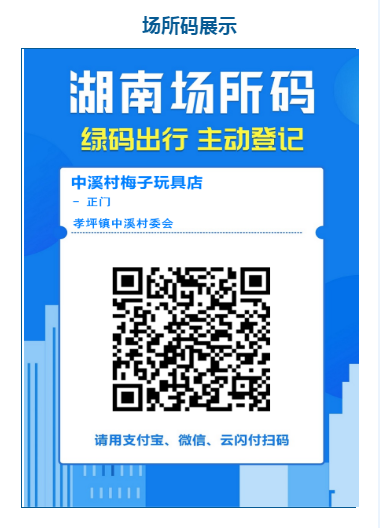 场所码展示
湖南场所码
绿码出行 主动登记
中溪村梅子玩具店
- 正门
孝坪镇中溪村委会
请用支付宝、微信、云闪付扫码